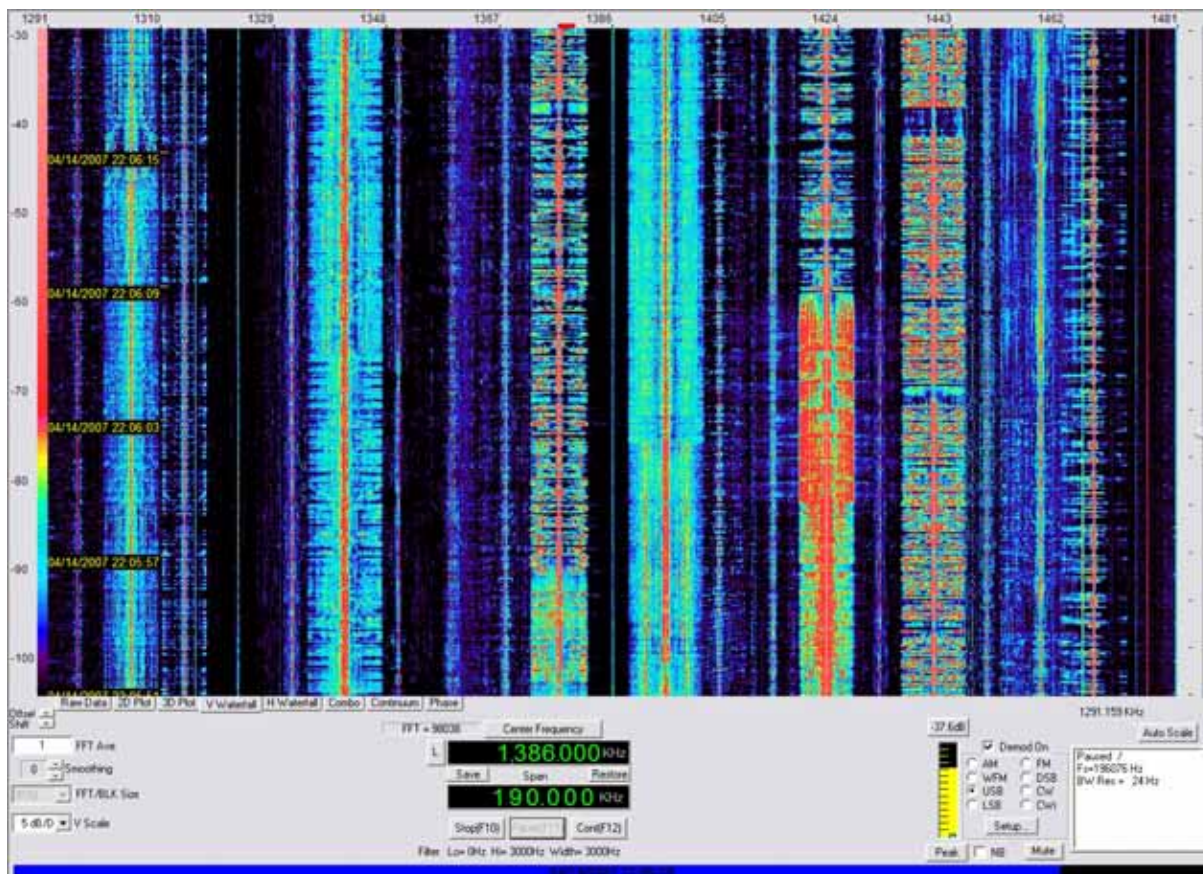 1291 1310 1329 1348 1367 1386 1405 1424 1443 1462 1481
-30
-40
04/14/2007 22:06:15
-50
04/14/2007 22:06:09
-60
-70
04/14/2007 22:06:03
-80
04/14/2007 22:05:57
-90
-100
Raw Data 2D Plot 3D Plot V Waterfall H Waterfall Combo Continuum Phase
Offset
Shift
1291.159 KHz
FFT = 98038 Center Frequency
-37.6dB
Auto Scale
1 FFT Ave
L 1.386.000 KHz
Demod On
Paused /
Save Span Restore
AM FM
Fs=196076 Hz
0 Smoothing
WFM DSB
BW Res = 24 Hz
FFT/BLK Size
190.000 KHz
USB CW
LSB CWr
5 dB/D V Scale
Stop(F10) Cont(F12)
Setup...
Filter Lo= 0Hz Hi= 3000Hz Width= 3000Hz
Peak NB Mute